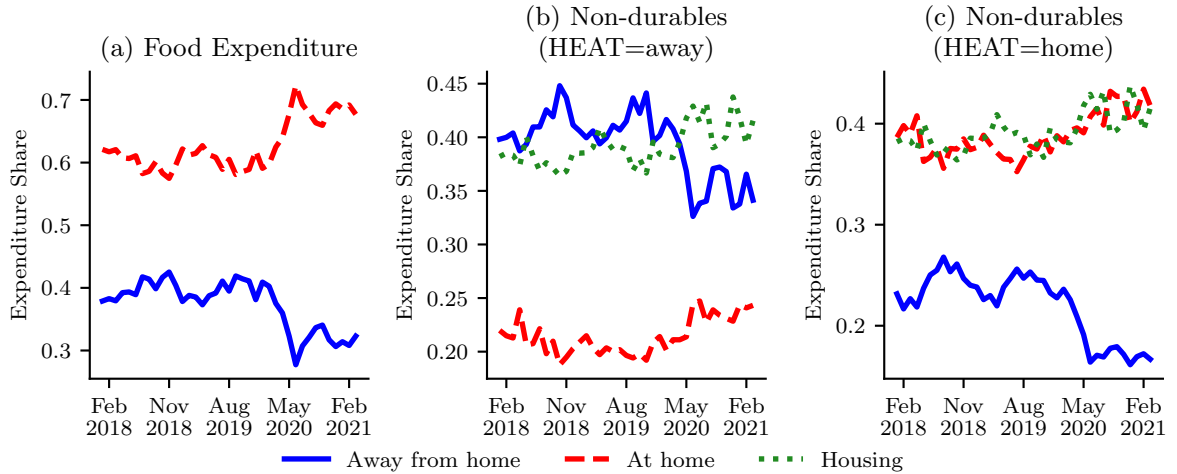 (a) Food Expenditure
(b) Non-durables
(HEAT=away)
(c) Non-durables
(HEAT=home)
Expenditure Share
0.7
0.6
0.5
0.4
0.3
Feb
2018
Nov
2018
Aug
2019
May
2020
Feb
2021
Expenditure Share
0.45
0.40
0.35
0.30
0.25
0.20
Feb
2018
Nov
2018
Aug
2019
May
2020
Feb
2021
Expenditure Share
0.4
0.3
0.2
Feb
2018
Nov
2018
Aug
2019
May
2020
Feb
2021
Away from home
At home
Housing